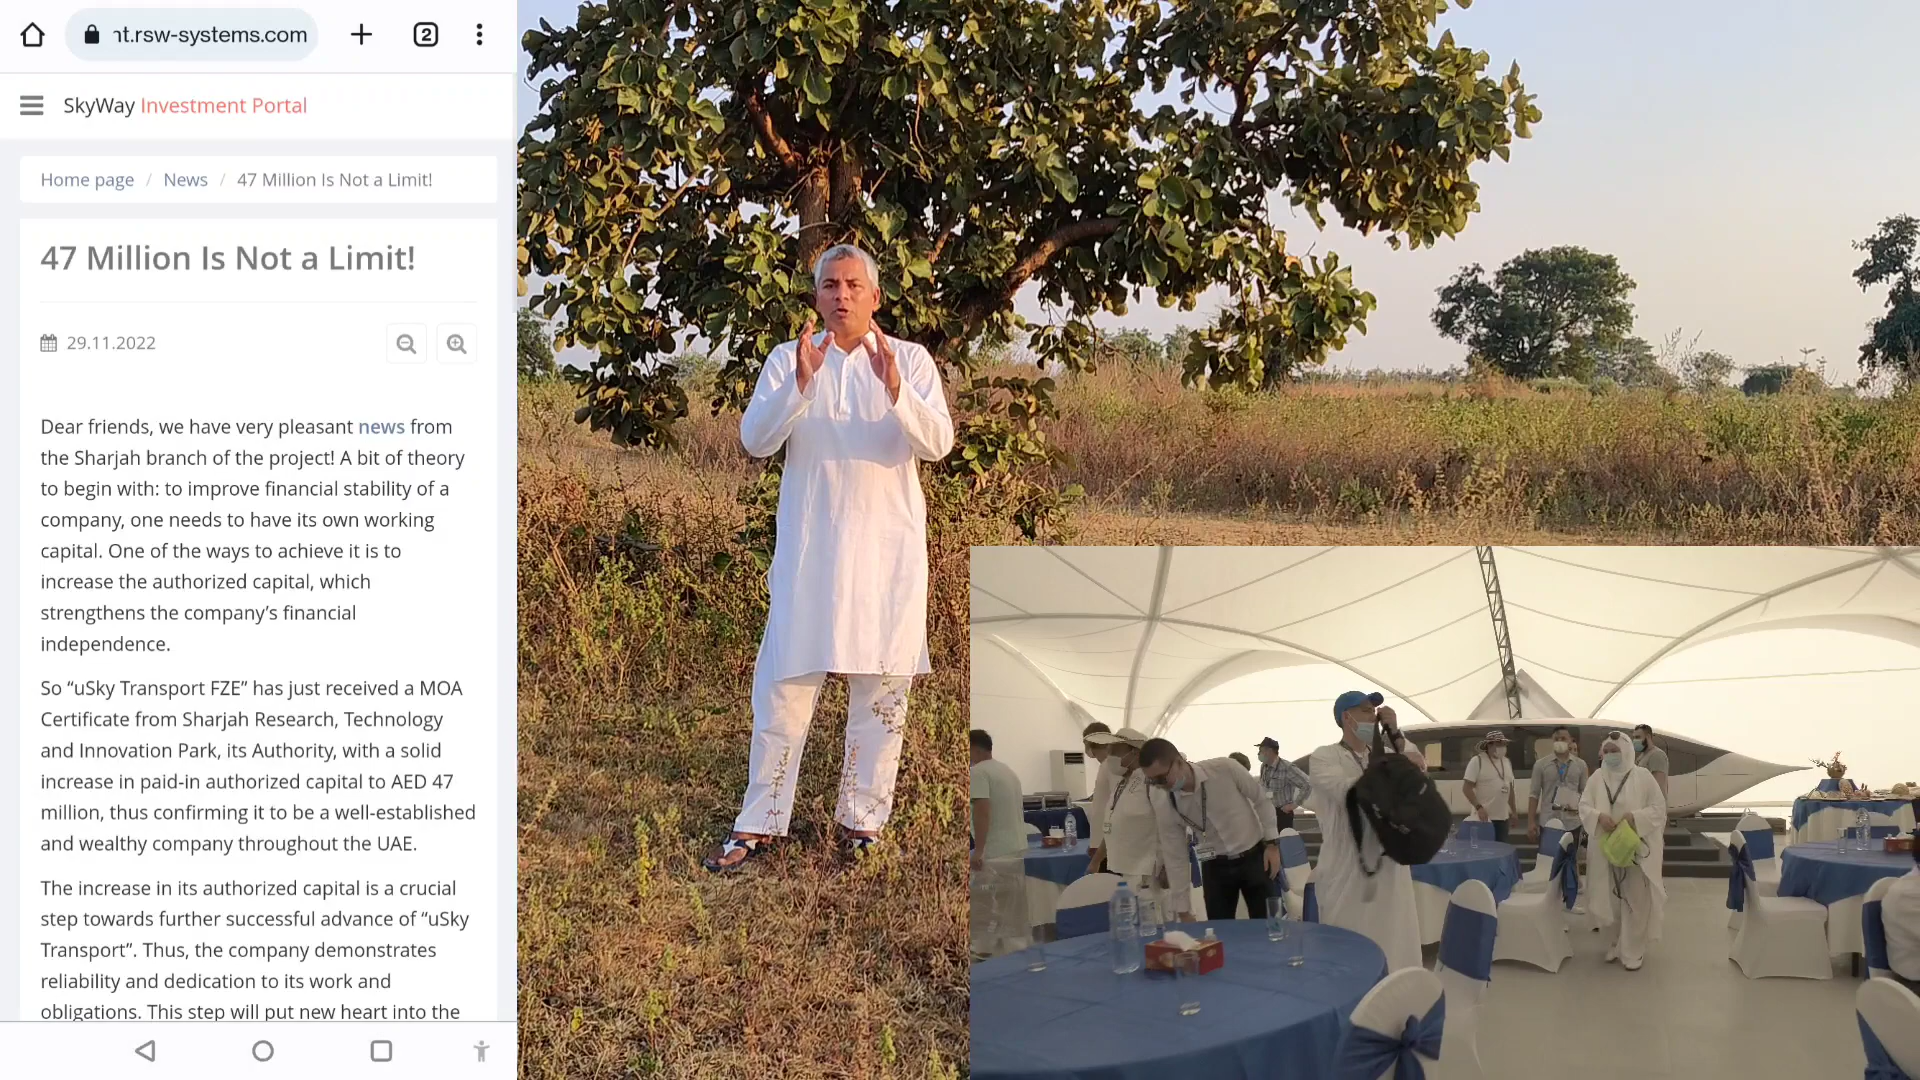 nt.rsw-systems.com
2
SkyWay Investment Portal
Home page / News / 47 Million Is Not a Limit!
47 Million Is Not a Limit!
29.11.2022
Dear friends, we have very pleasant news from
the Sharjah branch of the project! A bit of theory
to begin with: to improve financial stability of a
company, one needs to have its own working
capital. One of the ways to achieve it is to
increase the authorized capital, which
strengthens the company’s financial
independence.
So “uSky Transport FZE” has just received a MOA
Certificate from Sharjah Research, Technology
and Innovation Park, its Authority, with a solid
increase in paid-in authorized capital to AED 47
million, thus confirming it to be a well-established
and wealthy company throughout the UAE.
The increase in its authorized capital is a crucial
step towards further successful advance of “uSky
Transport”. Thus, the company demonstrates
reliability and dedication to its work and
obligations. This step will put new heart into the